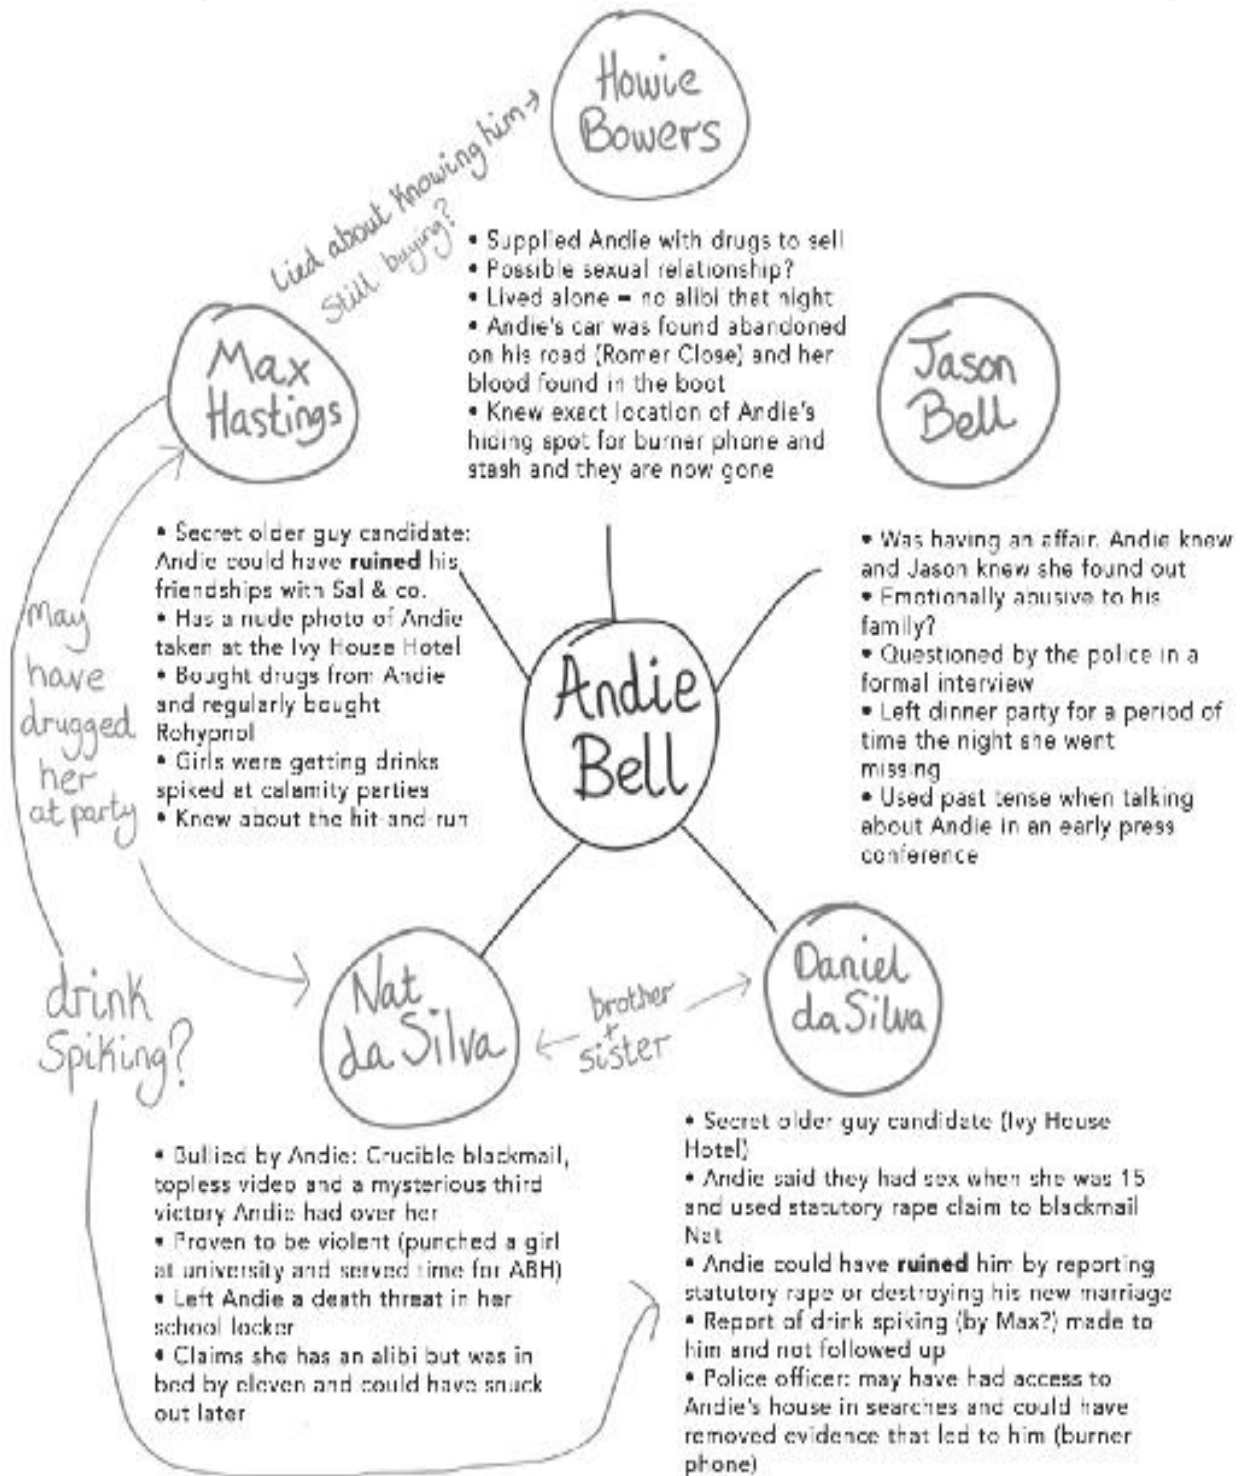 Howie
Bowers
Lied about knowing him →
Still buying?
• Supplied Andie with drugs to sell
• Possible sexual relationship?
• Lived alone – no alibi that night
• Andie's car was found abandoned
on his road (Romer Close) and her
blood found in the boot
• Knew exact location of Andie's
hiding spot for burner phone and
stash and they are now gone
Max
Hastings
Jason
Bell
• Secret older guy candidate:
Andie could have ruined his
friendships with Sal & co.
• Has a nude photo of Andie
taken at the Ivy House Hotel
• Bought drugs from Andie
and regularly bought
Rohypnol
• Girls were getting drinks
spiked at calamity parties
• Knew about the hit-and-run
• Was having an affair. Andie knew
and Jason knew she found out
• Emotionally abusive to his
family?
• Questioned by the police in a
formal interview
• Left dinner party for a period of
time the night she went
missing
• Used past tense when talking
about Andie in an early press
conference
may
have
drugged
her
at party
Andie
Bell
drink
Spiking?
Nat
da Silva
brother
+
sister
Daniel
da Silva
• Bullied by Andie: Crucible blackmail,
topless video and a mysterious third
victory Andie had over her
• Proven to be violent (punched a girl
at university and served time for ABH)
• Left Andie a death threat in her
school locker
• Claims she has an alibi but was in
bed by eleven and could have snuck
out later
• Secret older guy candidate (Ivy House
Hotel)
• Andie said they had sex when she was 15
and used statutory rape claim to blackmail
Nat
• Andie could have ruined him by reporting
statutory rape or destroying his new marriage
• Report of drink spiking (by Max?) made to
him and not followed up
• Police officer: may have had access to
Andie's house in searches and could have
removed evidence that led to him (burner
phone)